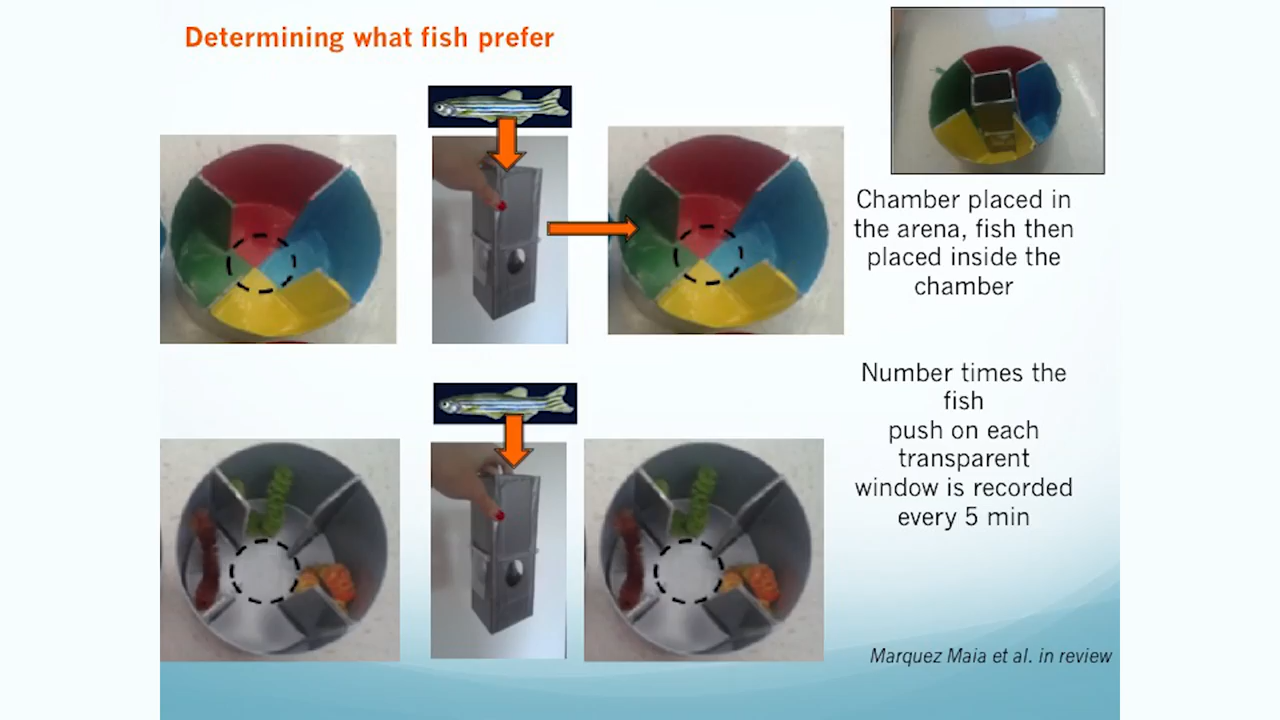 Determining what fish prefer
Chamber placed in
the arena, fish then
placed inside the
chamber
Number times the
fish
push on each
transparent
window is recorded
every 5 min
Marquez Maia et al. in review